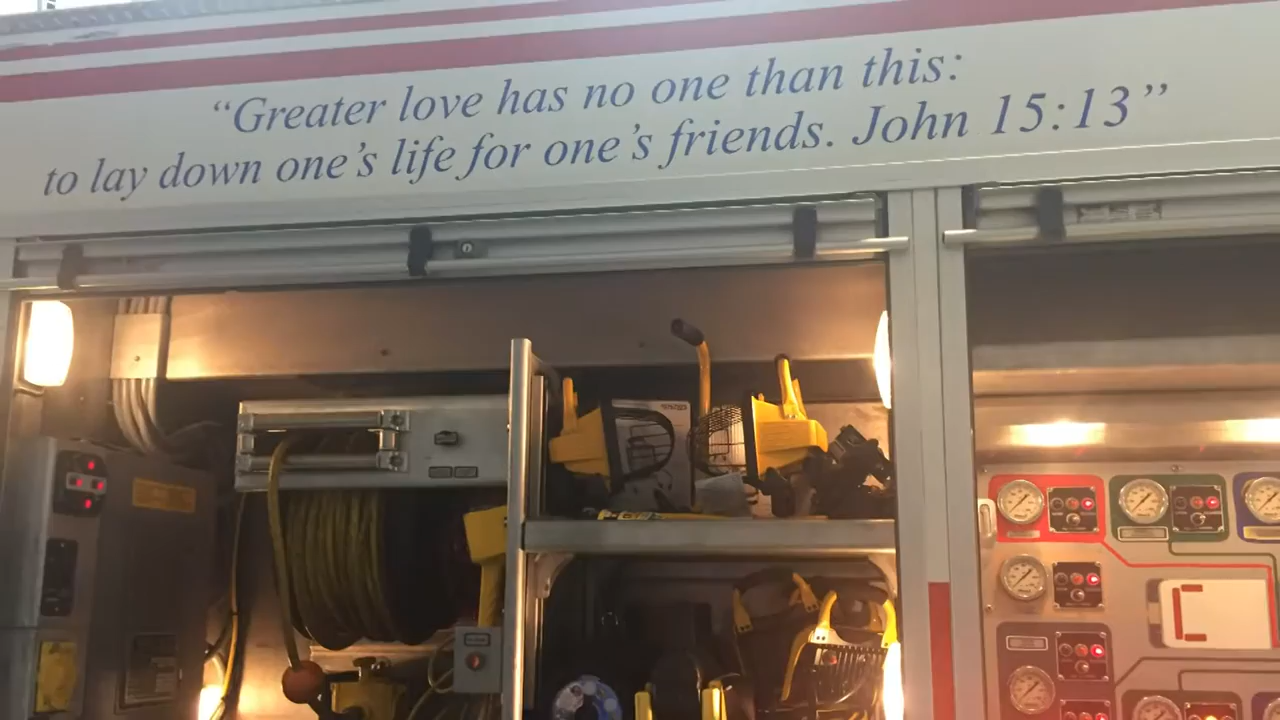 “Greater love has no one than this:
to lay down one’s life for one’s friends. John 15:13”